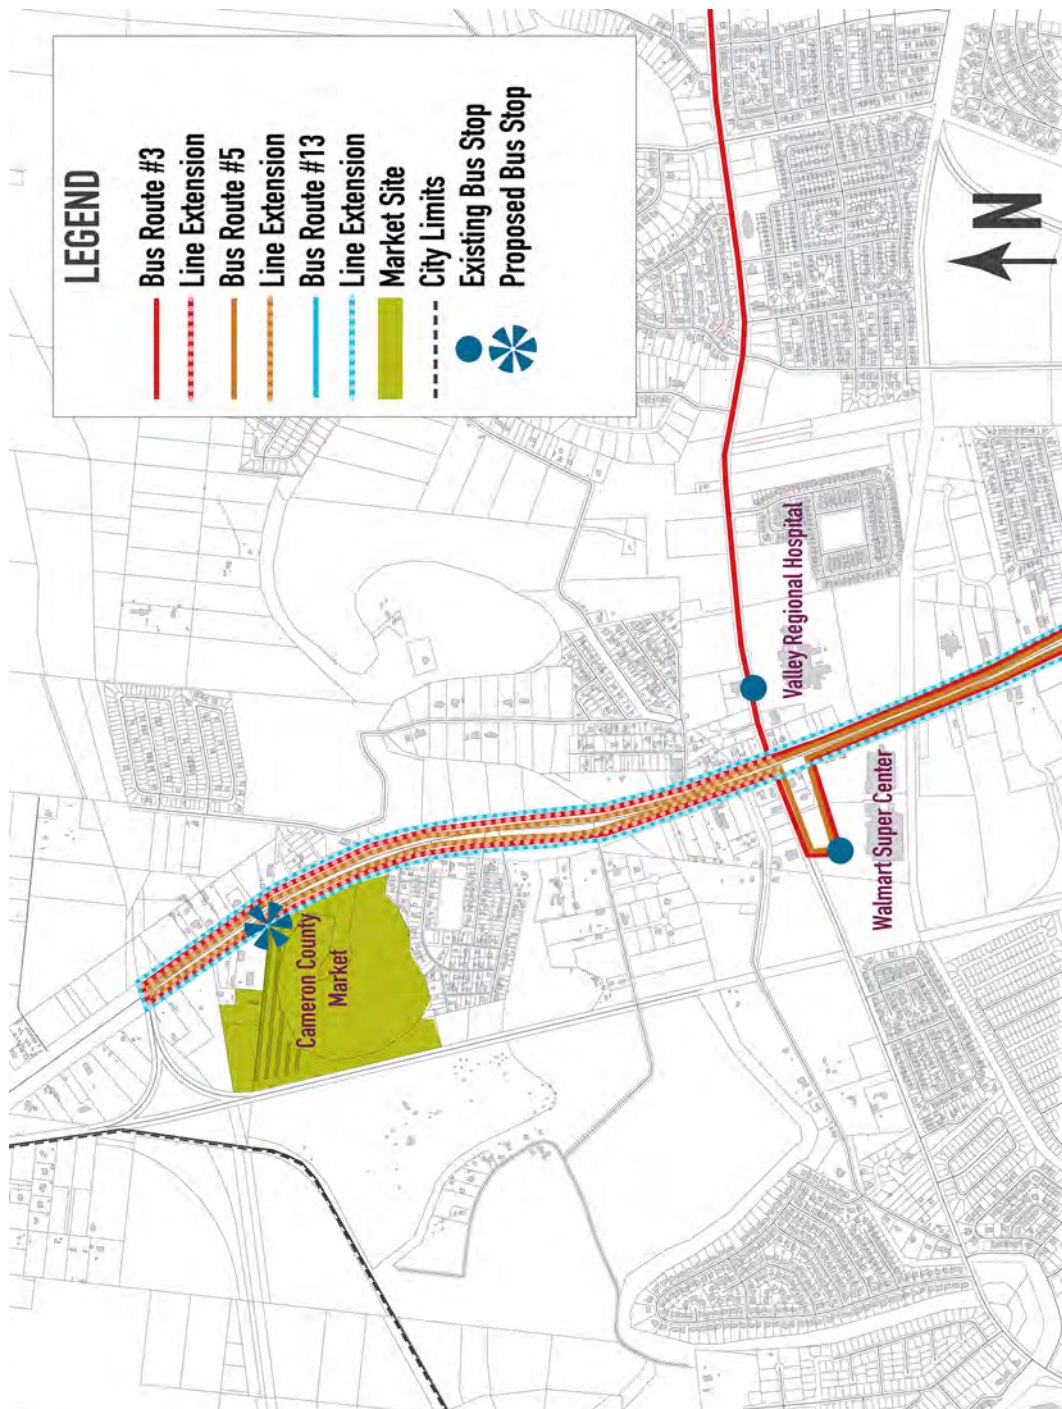 LEGEND
Bus Route #3
Line Extension
Bus Route #5
Line Extension
Bus Route #13
Line Extension
Market Site
City Limits
Existing Bus Stop
Proposed Bus Stop
N
Cameron County
Market
Valley Regional Hospital
Walmart Super Center